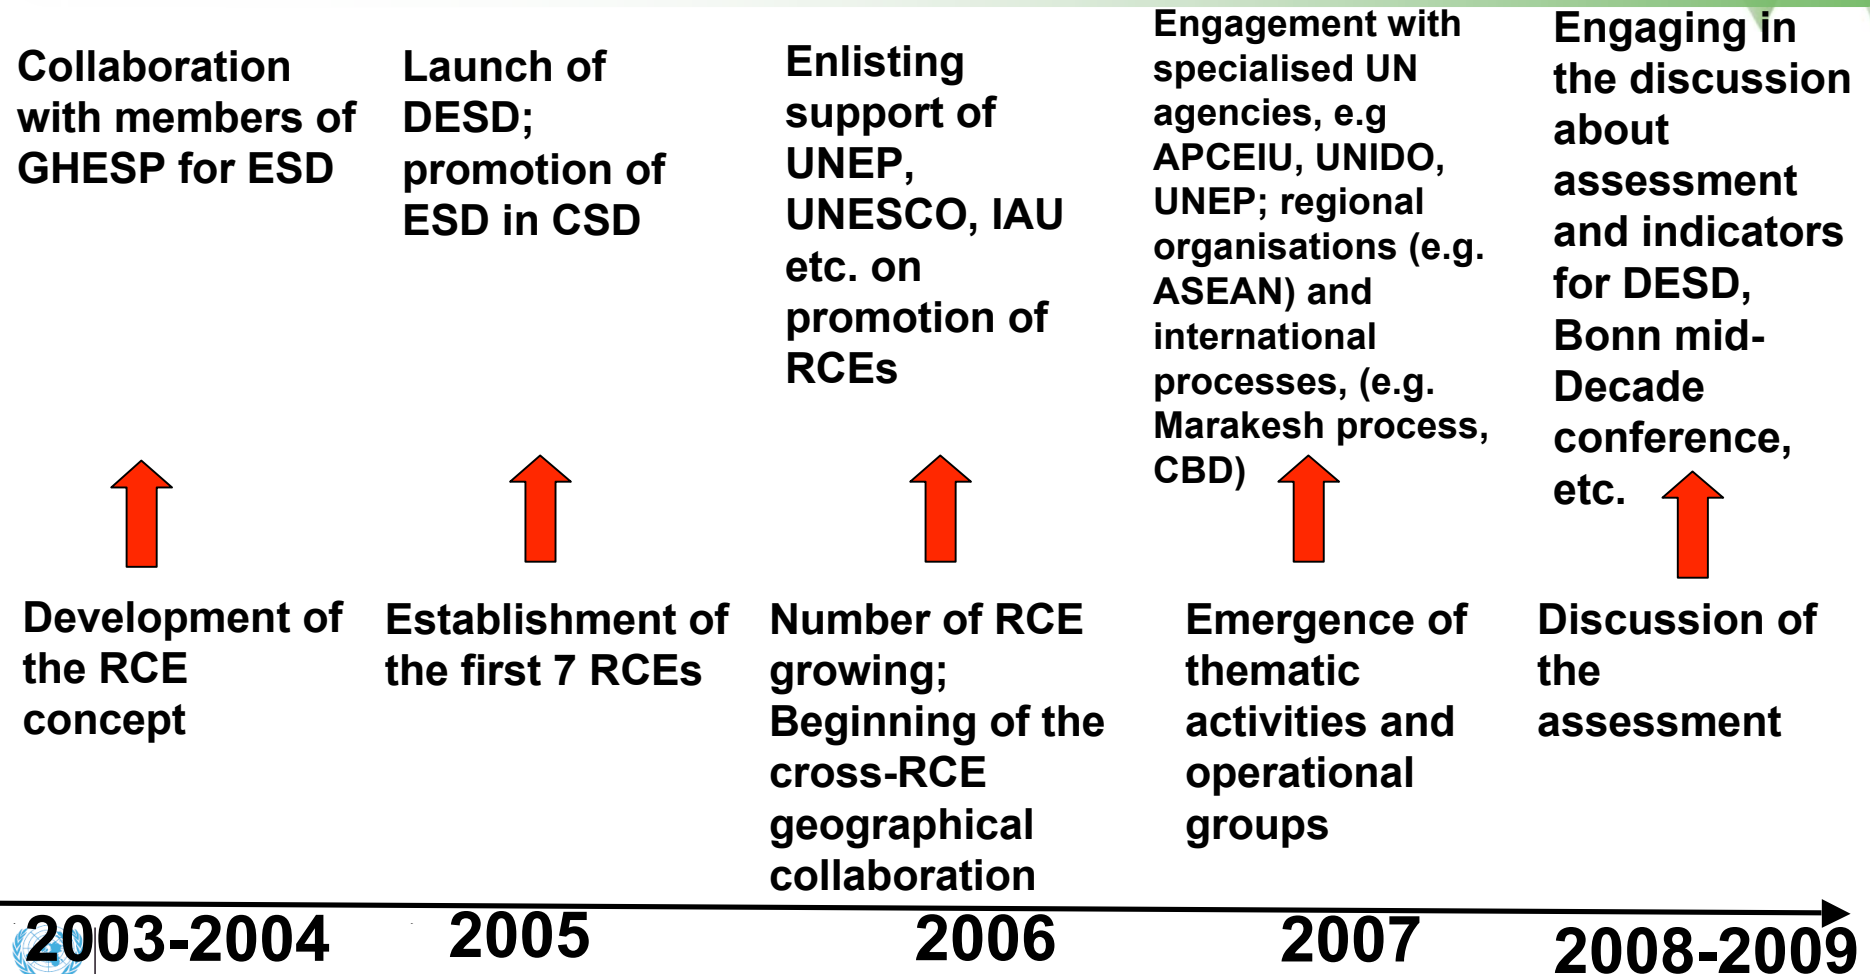 Collaboration
with members of
GHESP for ESD
Launch of
DESD;
promotion of
ESD in CSD
Enlisting
support of
UNEP,
UNESCO, IAU
etc. on
promotion of
RCEs
Engagement with
specialised UN
agencies, e.g
APCEIU, UNIDO,
UNEP; regional
organisations (e.g.
ASEAN) and
international
processes, (e.g.
Marakesh process,
CBD)
Engaging in
the discussion
about
assessment
and indicators
for DESD,
Bonn mid-
Decade
conference,
etc.
Development of
the RCE
concept
Establishment of
the first 7 RCEs
Number of RCE
growing;
Beginning of the
cross-RCE
geographical
collaboration
Emergence of
thematic
activities and
operational
groups
Discussion of
the
assessment
2003-2004
2005
2006
2007
2008-2009